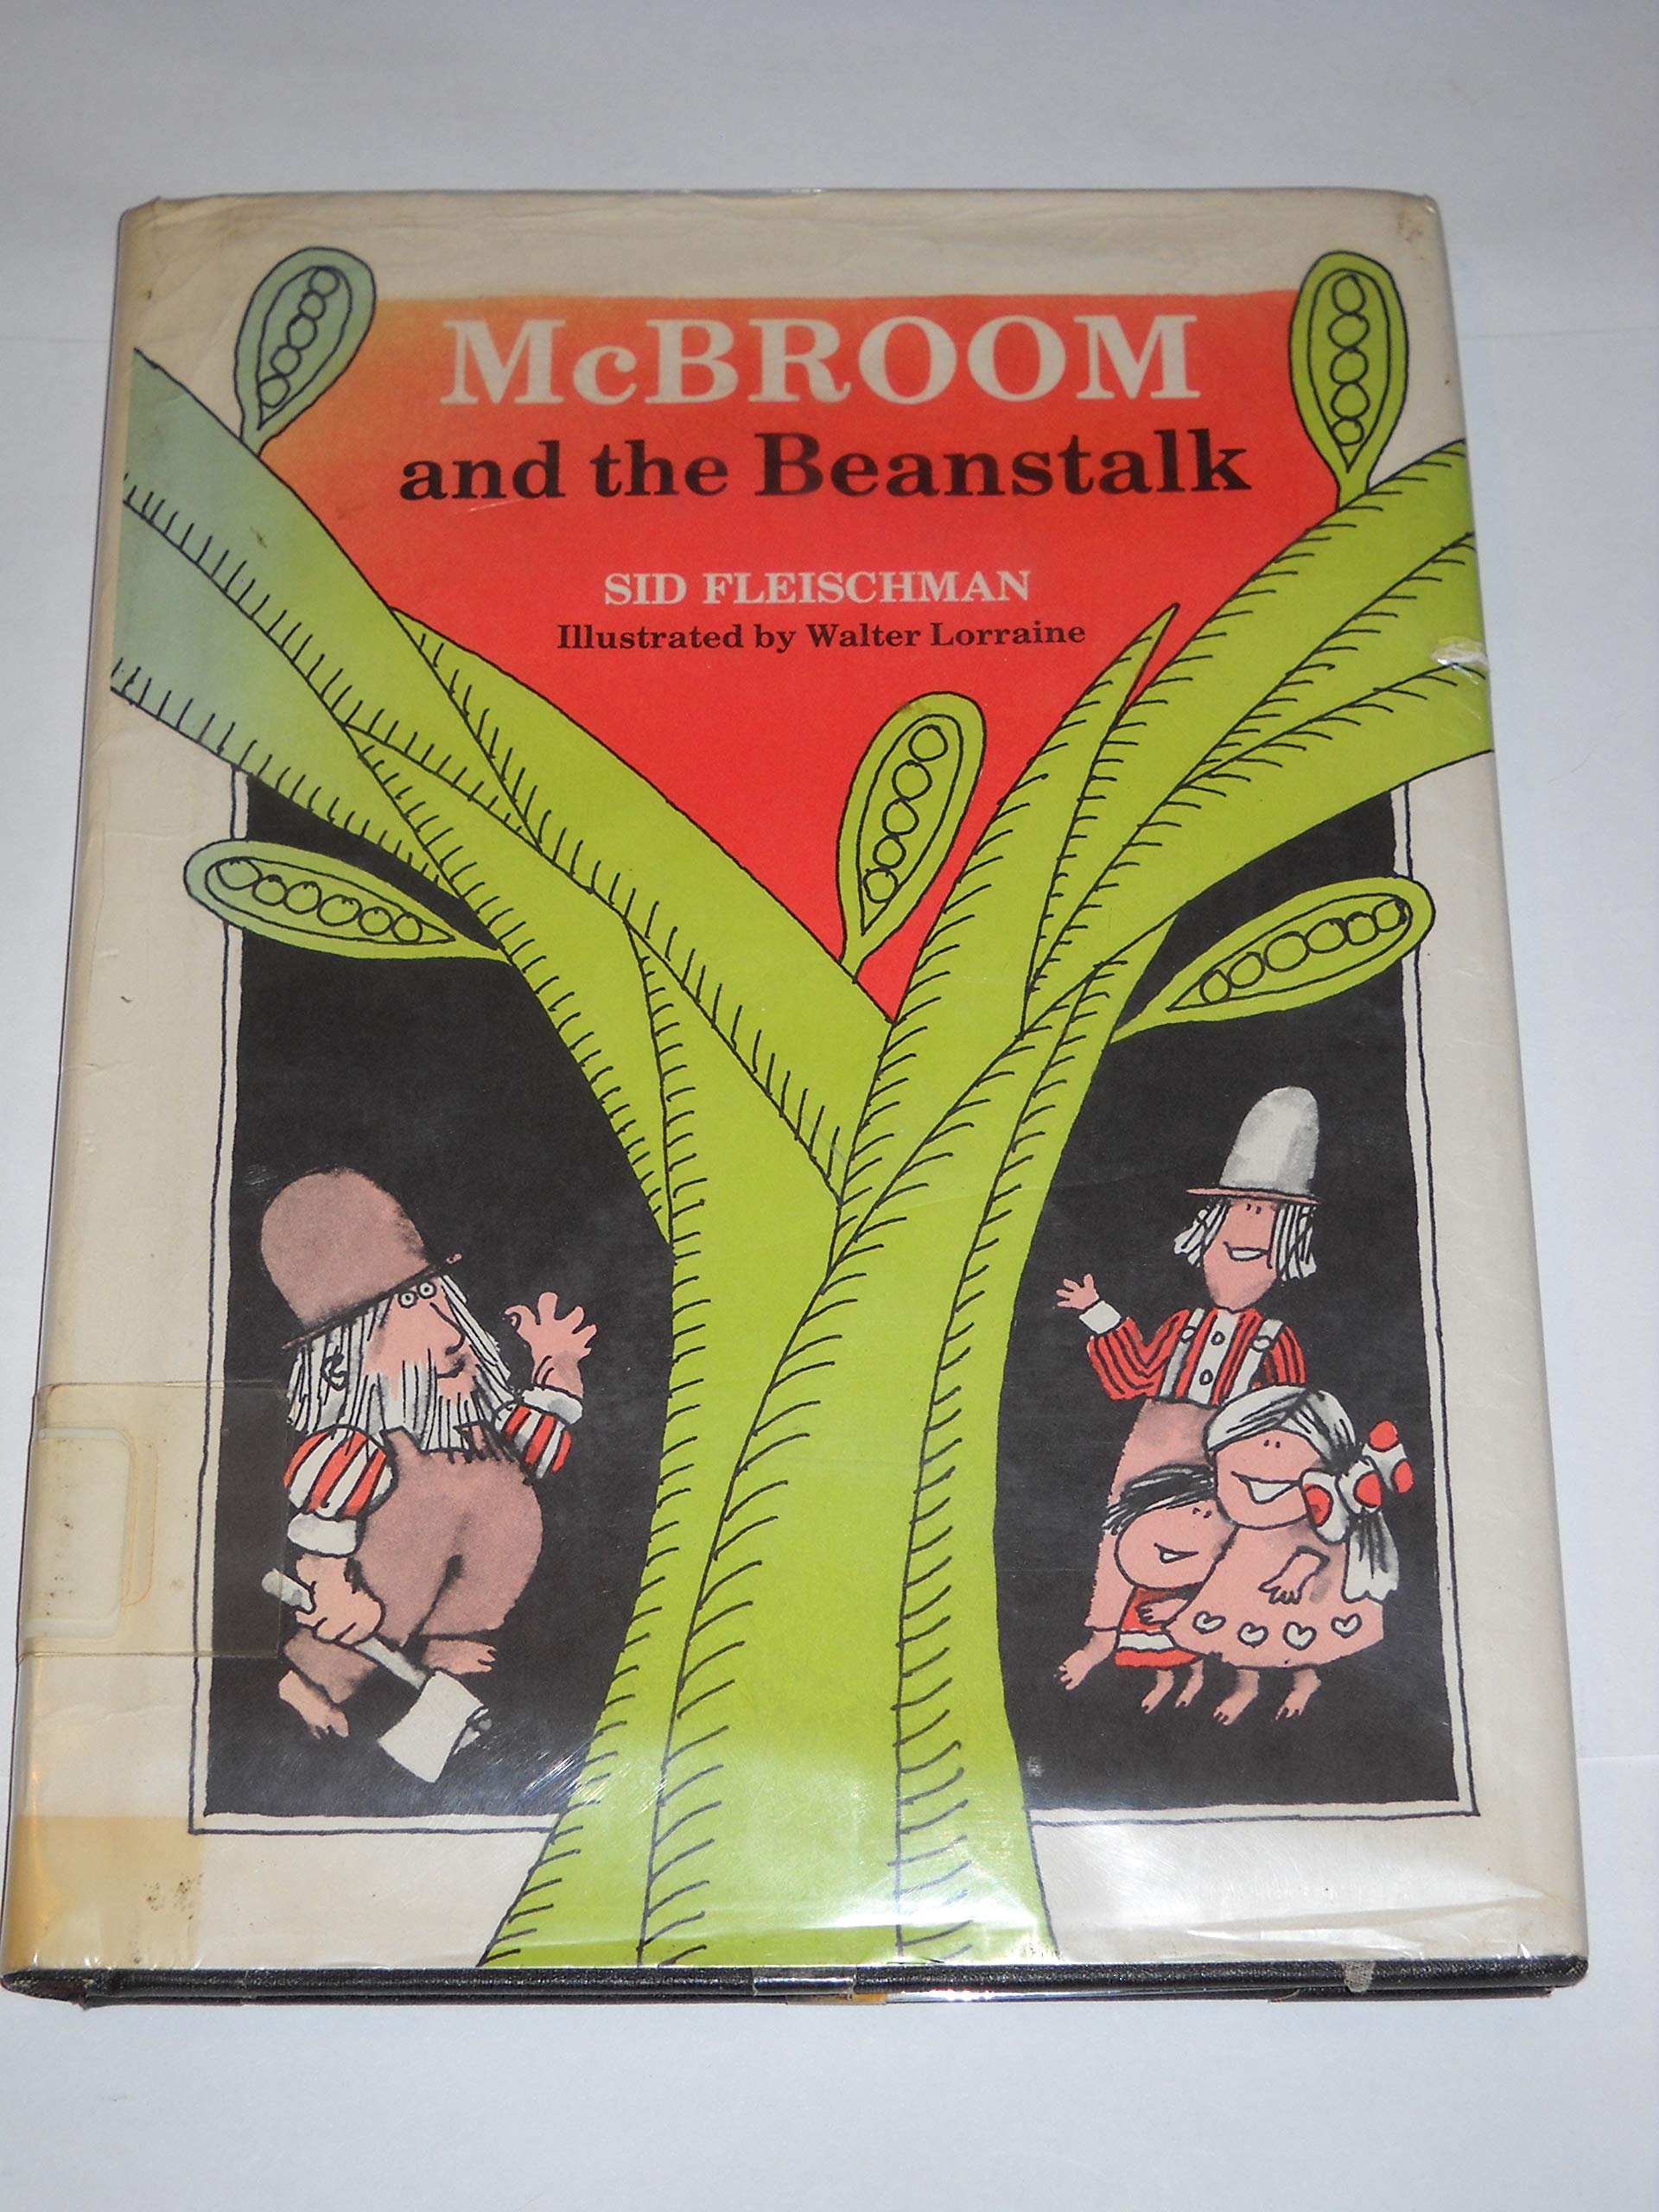 McBROOM
and the Beanstalk
SID FLEISCHMAN
Illustrated by Walter Lorraine